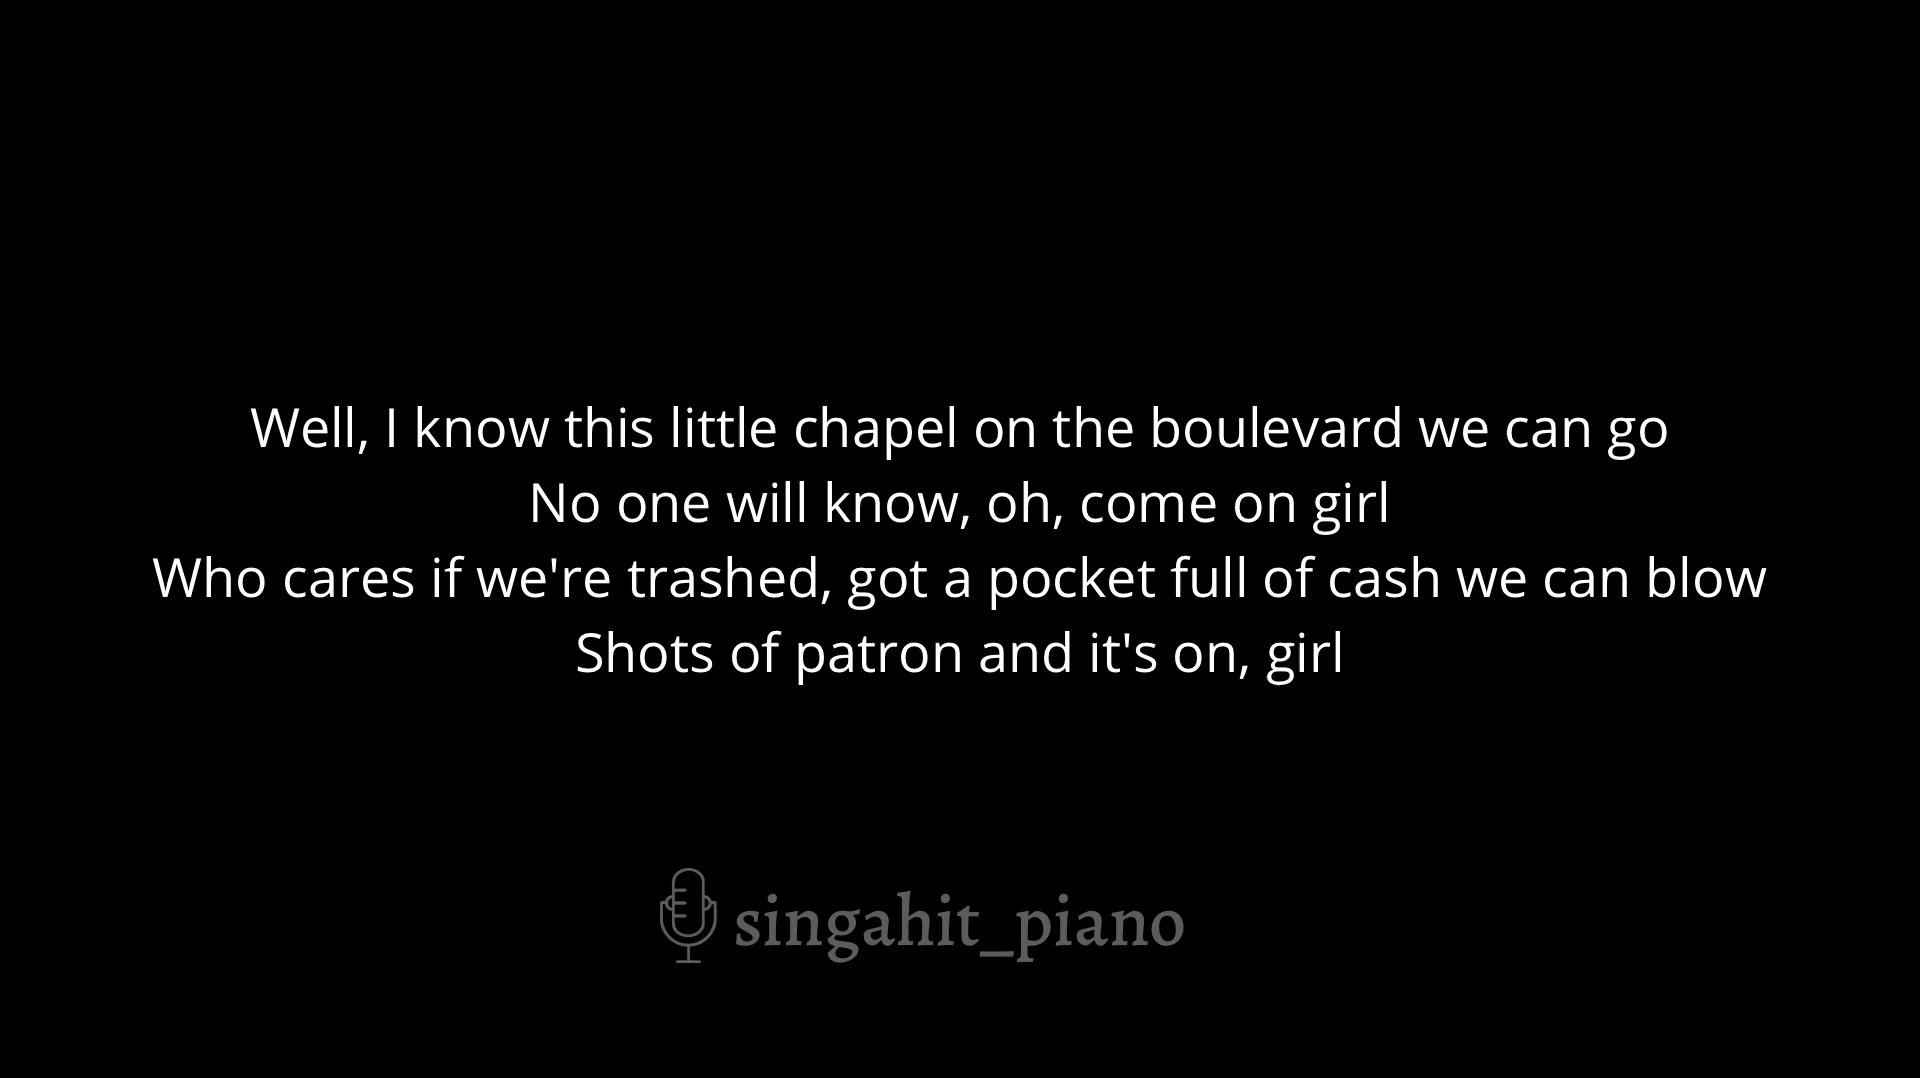 Well, I know this little chapel on the boulevard we can go
No one will know, oh, come on girl
Who cares if we're trashed, got a pocket full of cash we can blow
Shots of patron and it's on, girl
singahit_piano